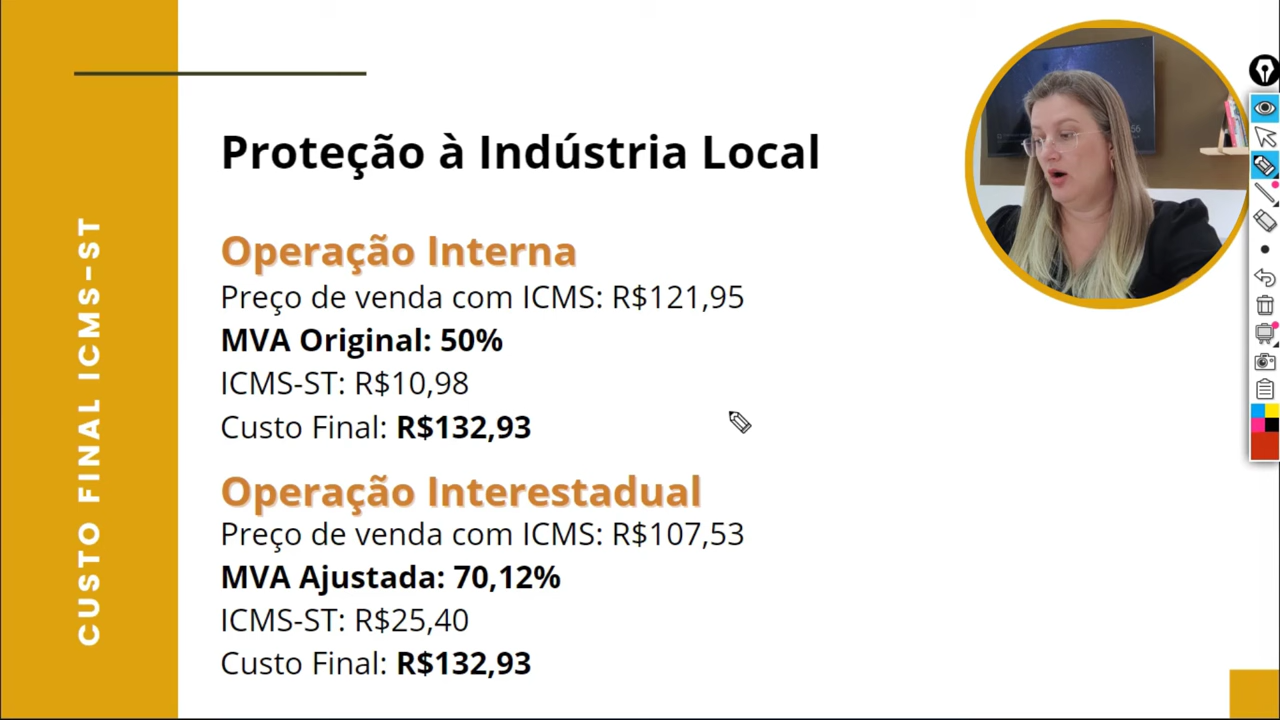 CUSTO FINAL ICMS-ST
Proteção à Indústria Local
Operação Interna
Preço de venda com ICMS: R$121,95
MVA Original: 50%
ICMS-ST: R$10,98
Custo Final: R$132,93
Operação Interestadual
Preço de venda com ICMS: R$107,53
MVA Ajustada: 70,12%
ICMS-ST: R$25,40
Custo Final: R$132,93